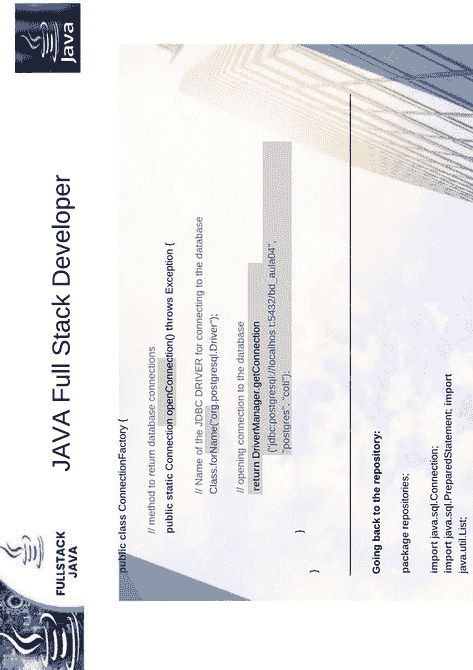 FULLSTACK
JAVA
JAVA Full Stack Developer
Java
public class ConnectionFactory {
// method to return database connections
public static Connection openConnection() throws Exception {
// Name of the JDBC DRIVER for connecting to the database
Class.forName("org.postgresql.Driver");
// opening connection to the database
return DriverManager.getConnection
("jdbc:postgresql://localhos t:5432/bd_aula04",
"postgres", "coti");
}
}
Going back to the repository:
package repositories;
import java.sql.Connection;
import java.sql.PreparedStatement; import
java.util.List;